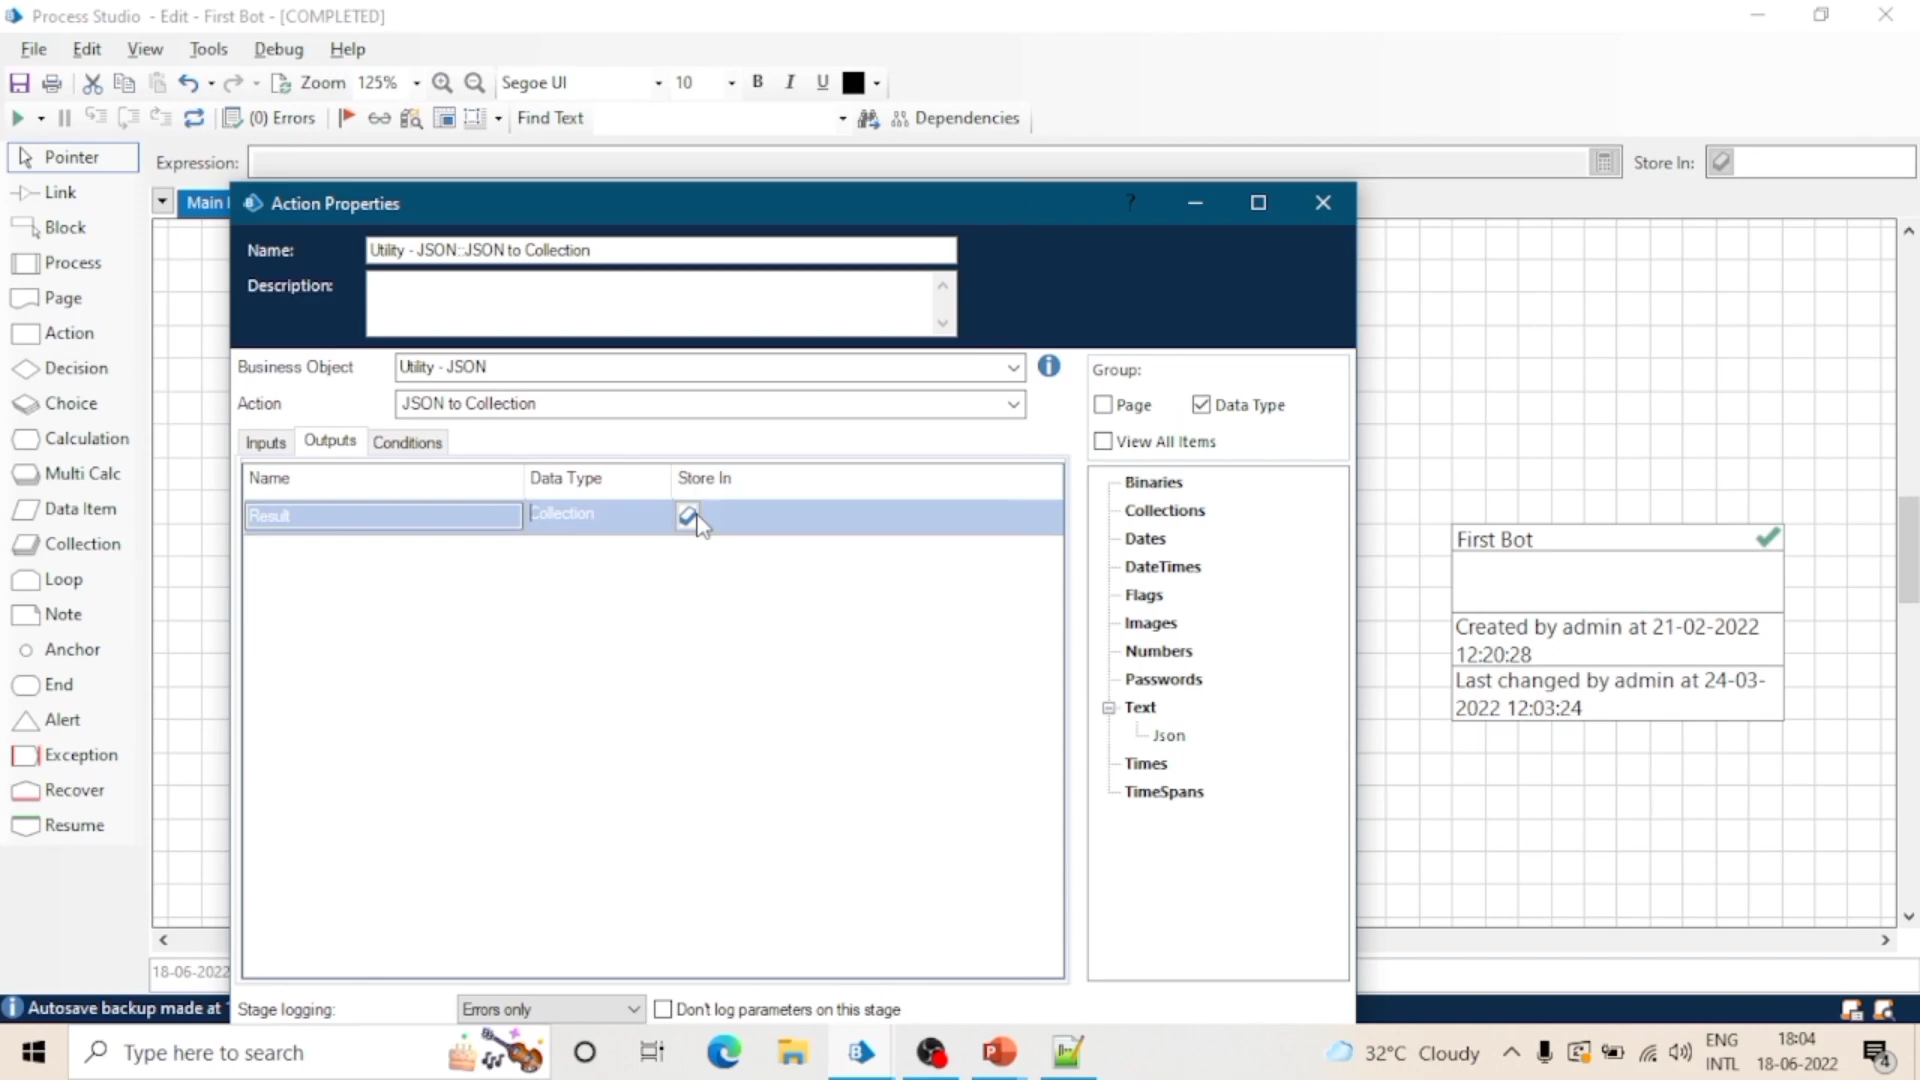 Process Studio - Edit - First Bot - [COMPLETED]
File Edit View Tools Debug Help
Zoom 125% Segoe UI 10 B I U
(0) Errors Find Text Dependencies
Pointer
Link
Block
Process
Page
Action
Decision
Choice
Calculation
Multi Calc
Data Item
Collection
Loop
Note
Anchor
End
Alert
Exception
Recover
Resume
Expression: Store In:
Main
Action Properties ?
Name: Utility - JSON::JSON to Collection
Description:
Business Object Utility - JSON
Action JSON to Collection
Inputs Outputs Conditions
Name Data Type Store In
Result Collection
Group:
Page Data Type
View All Items
Binaries
Collections
Dates
DateTimes
Flags
Images
Numbers
Passwords
Text
Json
Times
TimeSpans
First Bot
Created by admin at 21-02-2022
12:20:28
Last changed by admin at 24-03-
2022 12:03:24
18-06-2022
Autosave backup made at
Stage logging: Errors only Don't log parameters on this stage
Type here to search
32°C Cloudy
ENG
INTL
18:04
18-06-2022
4